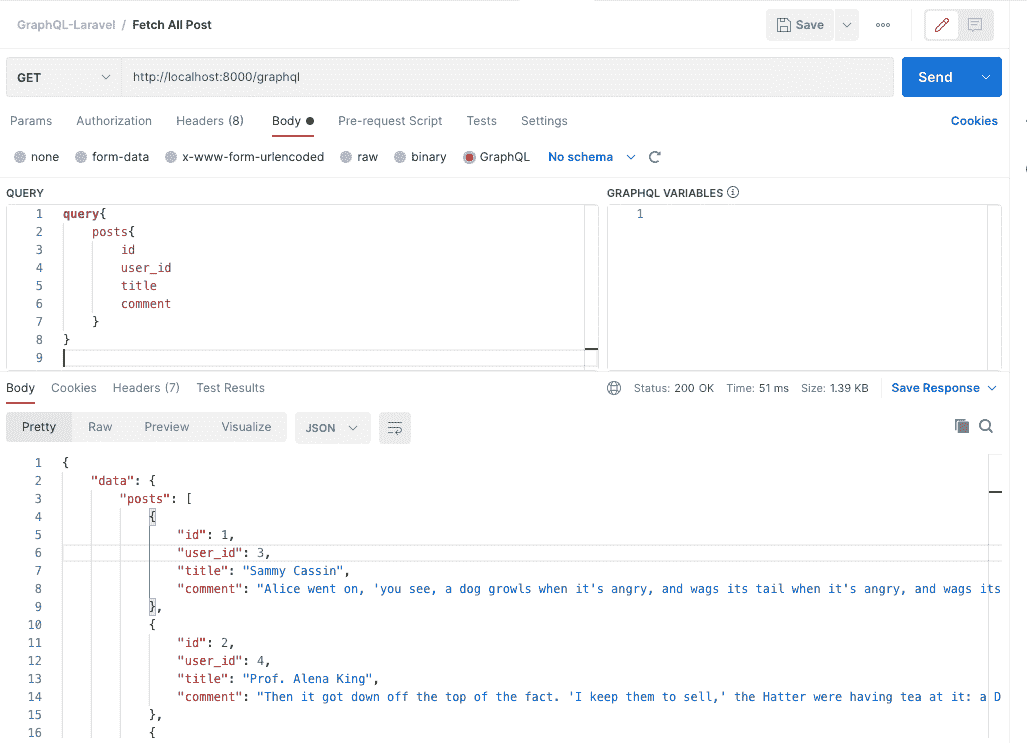 GraphQL-Laravel / Fetch All Post Save
GET http://localhost:8000/graphql Send
Params Authorization Headers (8) Body Pre-request Script Tests Settings Cookies
none form-data x-www-form-urlencoded raw binary GraphQL No schema
QUERY GRAPHQL VARIABLES
1 query{ 1
2 posts{
3 id
4 user_id
5 title
6 comment
7 }
8 }
9
Body Cookies Headers (7) Test Results Status: 200 OK Time: 51 ms Size: 1.39 KB Save Response
Pretty Raw Preview Visualize JSON
1 {
2 "data": {
3 "posts": [
4 {
5 "id": 1,
6 "user_id": 3,
7 "title": "Sammy Cassin",
8 "comment": "Alice went on, 'you see, a dog growls when it's angry, and wags its tail when it's angry, and wags its
9 },
10 {
11 "id": 2,
12 "user_id": 4,
13 "title": "Prof. Alena King",
14 "comment": "Then it got down off the top of the fact. 'I keep them to sell,' the Hatter were having tea at it: a D
15 },
16 {